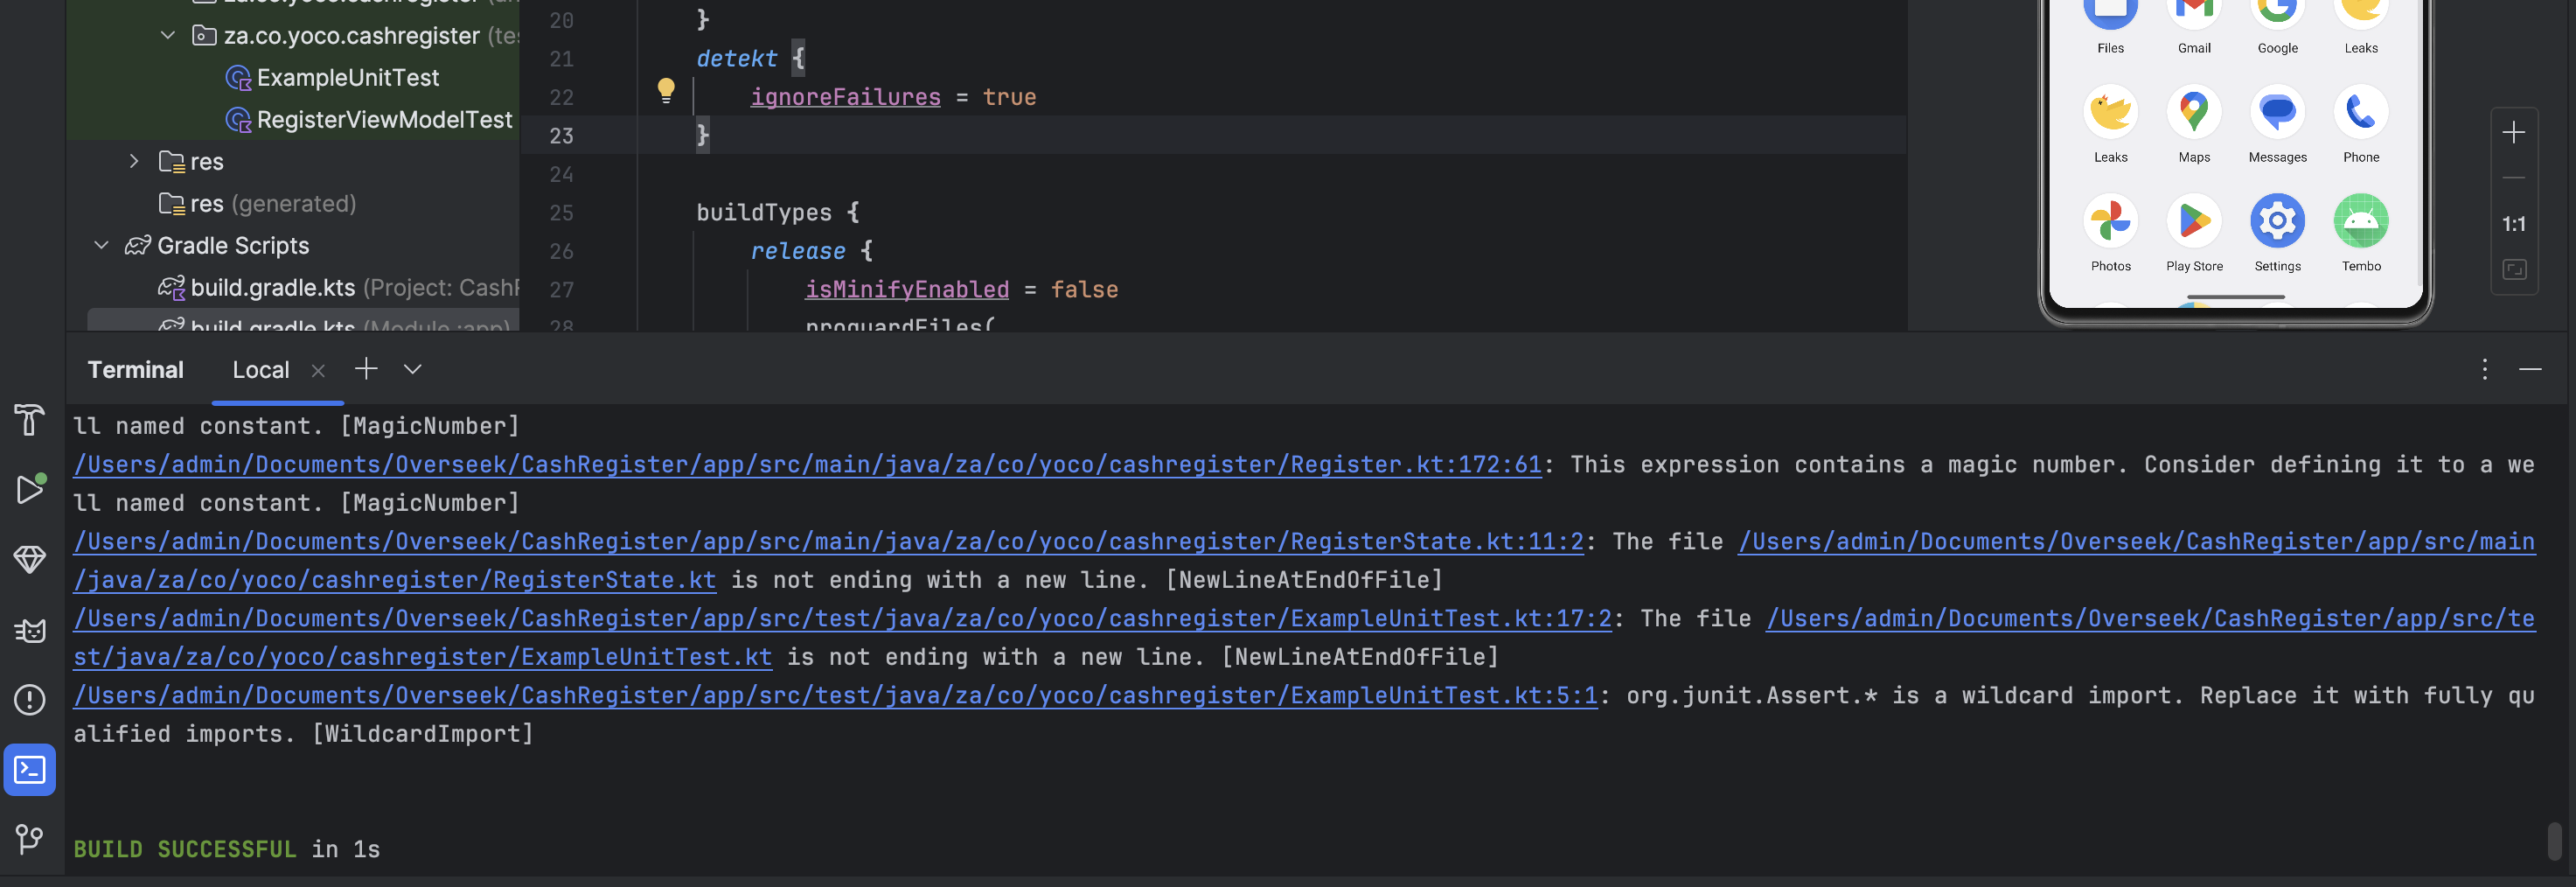 za.co.yoco.cashregister
za.co.yoco.cashregister (tes
ExampleUnitTest
RegisterViewModelTest
res
res (generated)
Gradle Scripts
build.gradle.kts (Project: CashF
build.gradle.kts (Module :app)
20 }
21 detekt {
22 ignoreFailures = true
23 }
24
25 buildTypes {
26 release {
27 isMinifyEnabled = false
28 proguardFiles(
Files Gmail Google Leaks
Leaks Maps Messages Phone
Photos Play Store Settings Tembo
1:1
Terminal Local
ll named constant. [MagicNumber]
/Users/admin/Documents/Overseek/CashRegister/app/src/main/java/za/co/yoco/cashregister/Register.kt:172:61: This expression contains a magic number. Consider defining it to a we
ll named constant. [MagicNumber]
/Users/admin/Documents/Overseek/CashRegister/app/src/main/java/za/co/yoco/cashregister/RegisterState.kt:11:2: The file /Users/admin/Documents/Overseek/CashRegister/app/src/main
/java/za/co/yoco/cashregister/RegisterState.kt is not ending with a new line. [NewLineAtEndOfFile]
/Users/admin/Documents/Overseek/CashRegister/app/src/test/java/za/co/yoco/cashregister/ExampleUnitTest.kt:17:2: The file /Users/admin/Documents/Overseek/CashRegister/app/src/te
st/java/za/co/yoco/cashregister/ExampleUnitTest.kt is not ending with a new line. [NewLineAtEndOfFile]
/Users/admin/Documents/Overseek/CashRegister/app/src/test/java/za/co/yoco/cashregister/ExampleUnitTest.kt:5:1: org.junit.Assert.* is a wildcard import. Replace it with fully qu
alified imports. [WildcardImport]
BUILD SUCCESSFUL in 1s